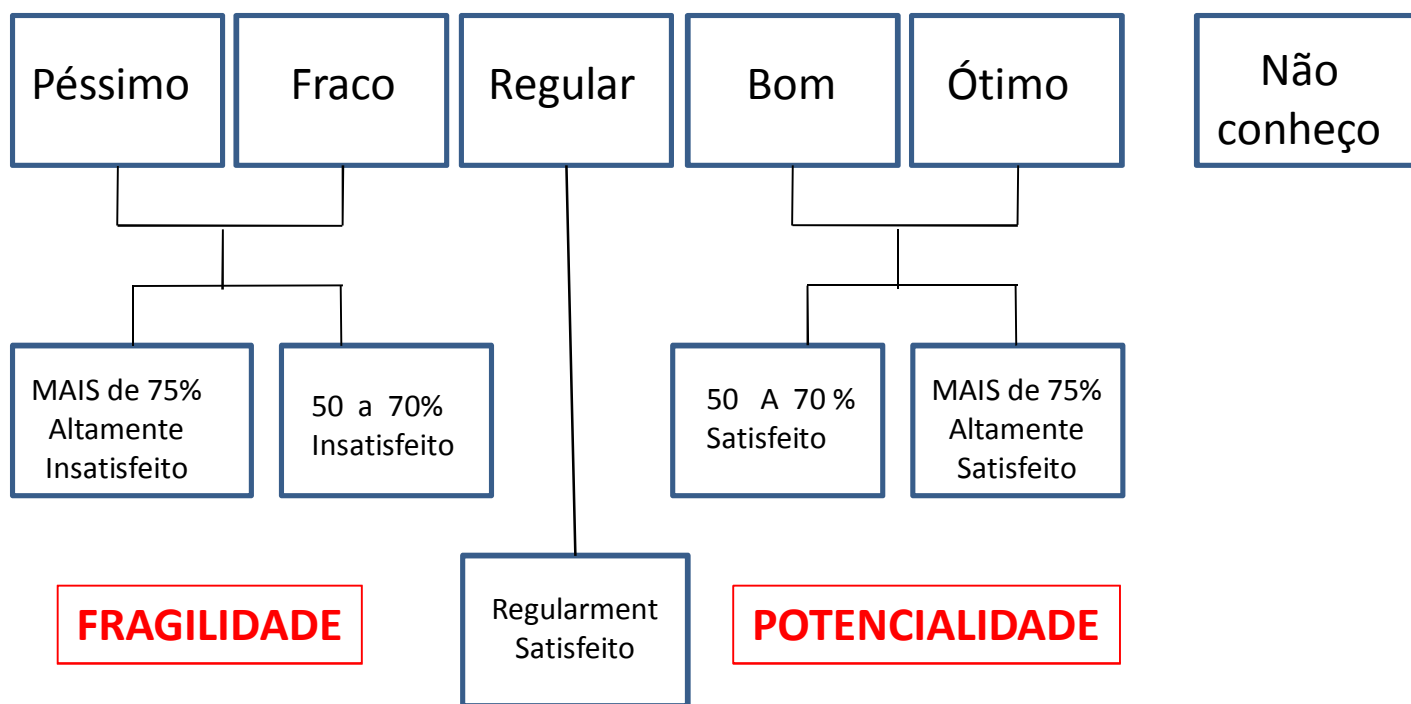 Péssimo
Fraco
Regular
Bom
Ótimo
Não
conheço
MAIS de 75%
Altamente
Insatisfeito
50 a 70%
Insatisfeito
50 A 70 %
Satisfeito
MAIS de 75%
Altamente
Satisfeito
FRAGILIDADE
Regularment
Satisfeito
POTENCIALIDADE